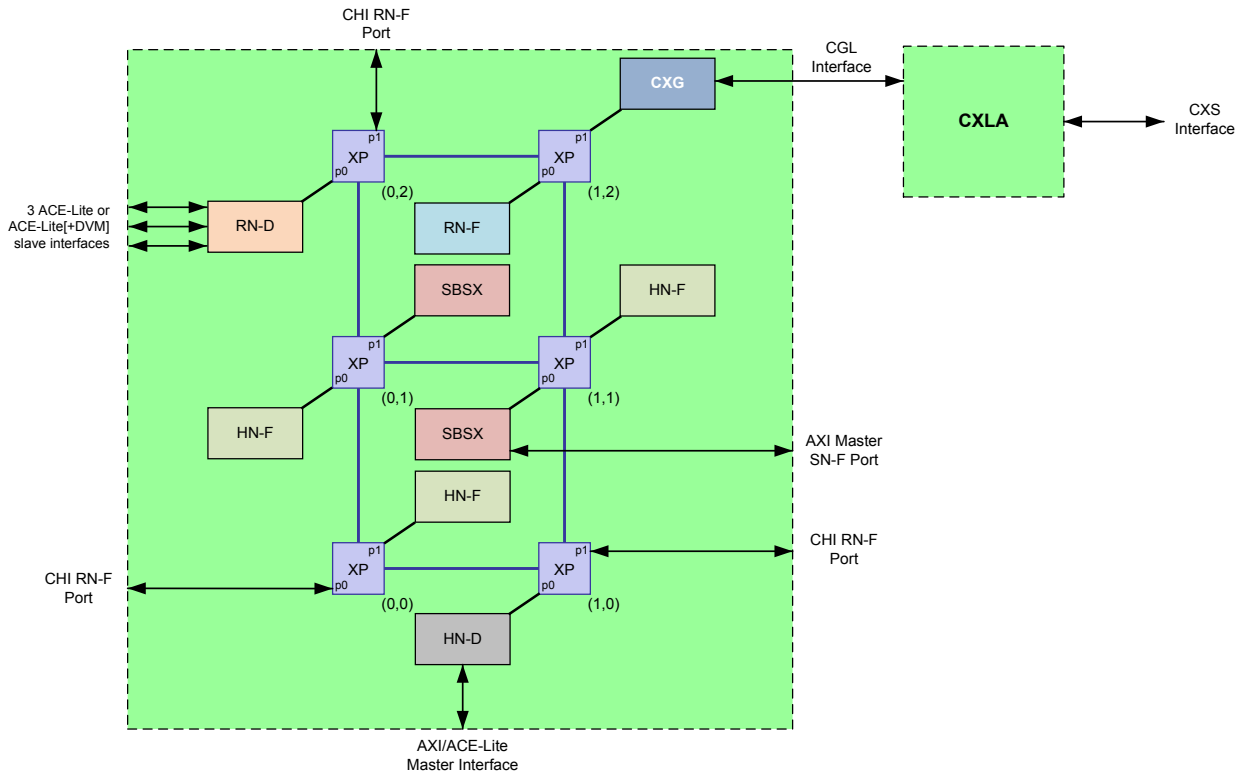 CHI RN-F
Port
CGL
Interface
CXG
CXLA
CXS
Interface
p1
XP
p0
(0,2)
p1
XP
p0
(1,2)
3 ACE-Lite or
ACE-Lite[+DVM]
slave interfaces
RN-D
RN-F
SBSX
HN-F
p1
XP
p0
(0,1)
p1
XP
p0
(1,1)
HN-F
SBSX
AXI Master
SN-F Port
HN-F
p1
XP
p0
(0,0)
p1
XP
p0
(1,0)
CHI RN-F
Port
CHI RN-F
Port
HN-D
AXI/ACE-Lite
Master Interface